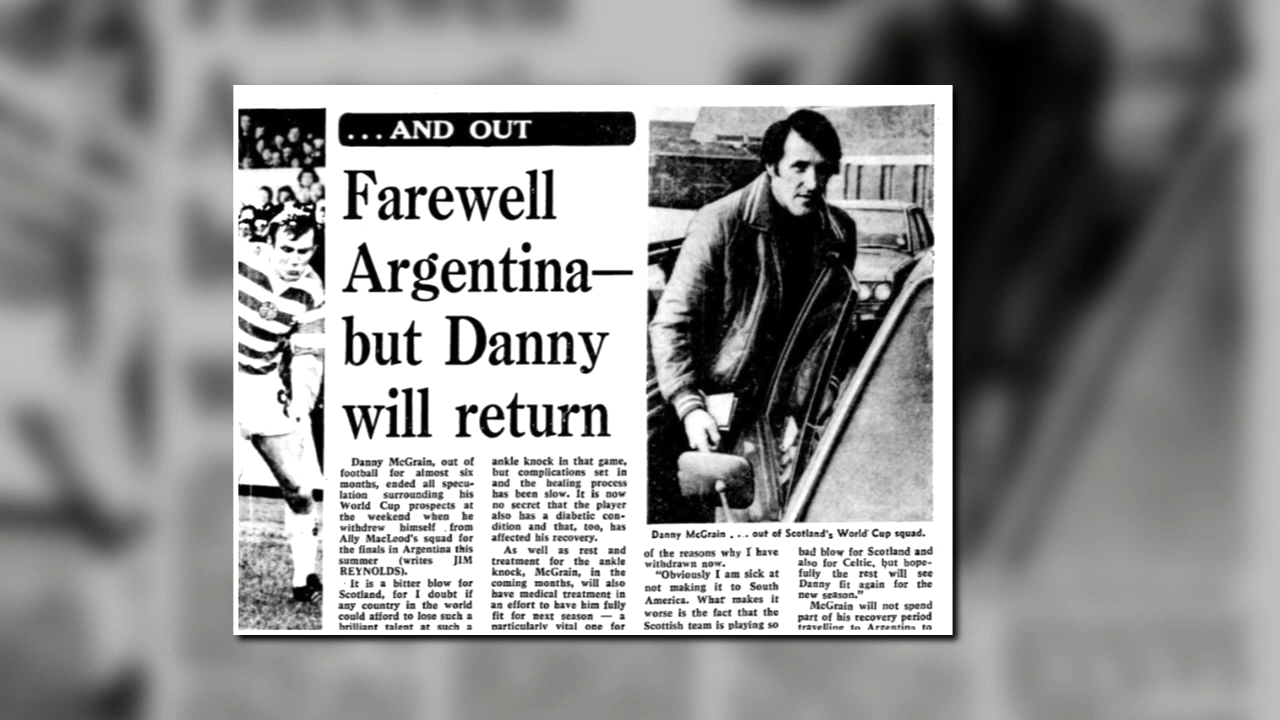 ...AND OUT
Farewell
Argentina—
but Danny
will return
Danny McGrain, out of
football for almost six
months, ended all specu-
lation surrounding his
World Cup prospects at
the weekend when he
withdrew himself from
Ally MacLeod's squad for
the finals in Argentina this
summer (writes JIM
REYNOLDS).
It is a bitter blow for
Scotland, for I doubt if
any country in the world
could afford to lose such a
brilliant talent at such a
ankle knock in that game,
but complications set in
and the healing process
has been slow. It is now
no secret that the player
also has a diabetic con-
dition and that, too, has
affected his recovery.
As well as rest and
treatment for the ankle
knock, McGrain, in the
coming months, will also
have medical treatment in
an effort to have him fully
fit for next season — a
particularly vital one for
Danny McGrain . . . out of Scotland's World Cup squad.
of the reasons why I have
withdrawn now.
"Obviously I am sick at
not making it to South
America. What makes it
worse is the fact that the
Scottish team is playing so
bad blow for Scotland and
also for Celtic, but hope-
fully the rest will see
Danny fit again for the
new season."
McGrain will not spend
part of his recovery period
travelling to Argentina to